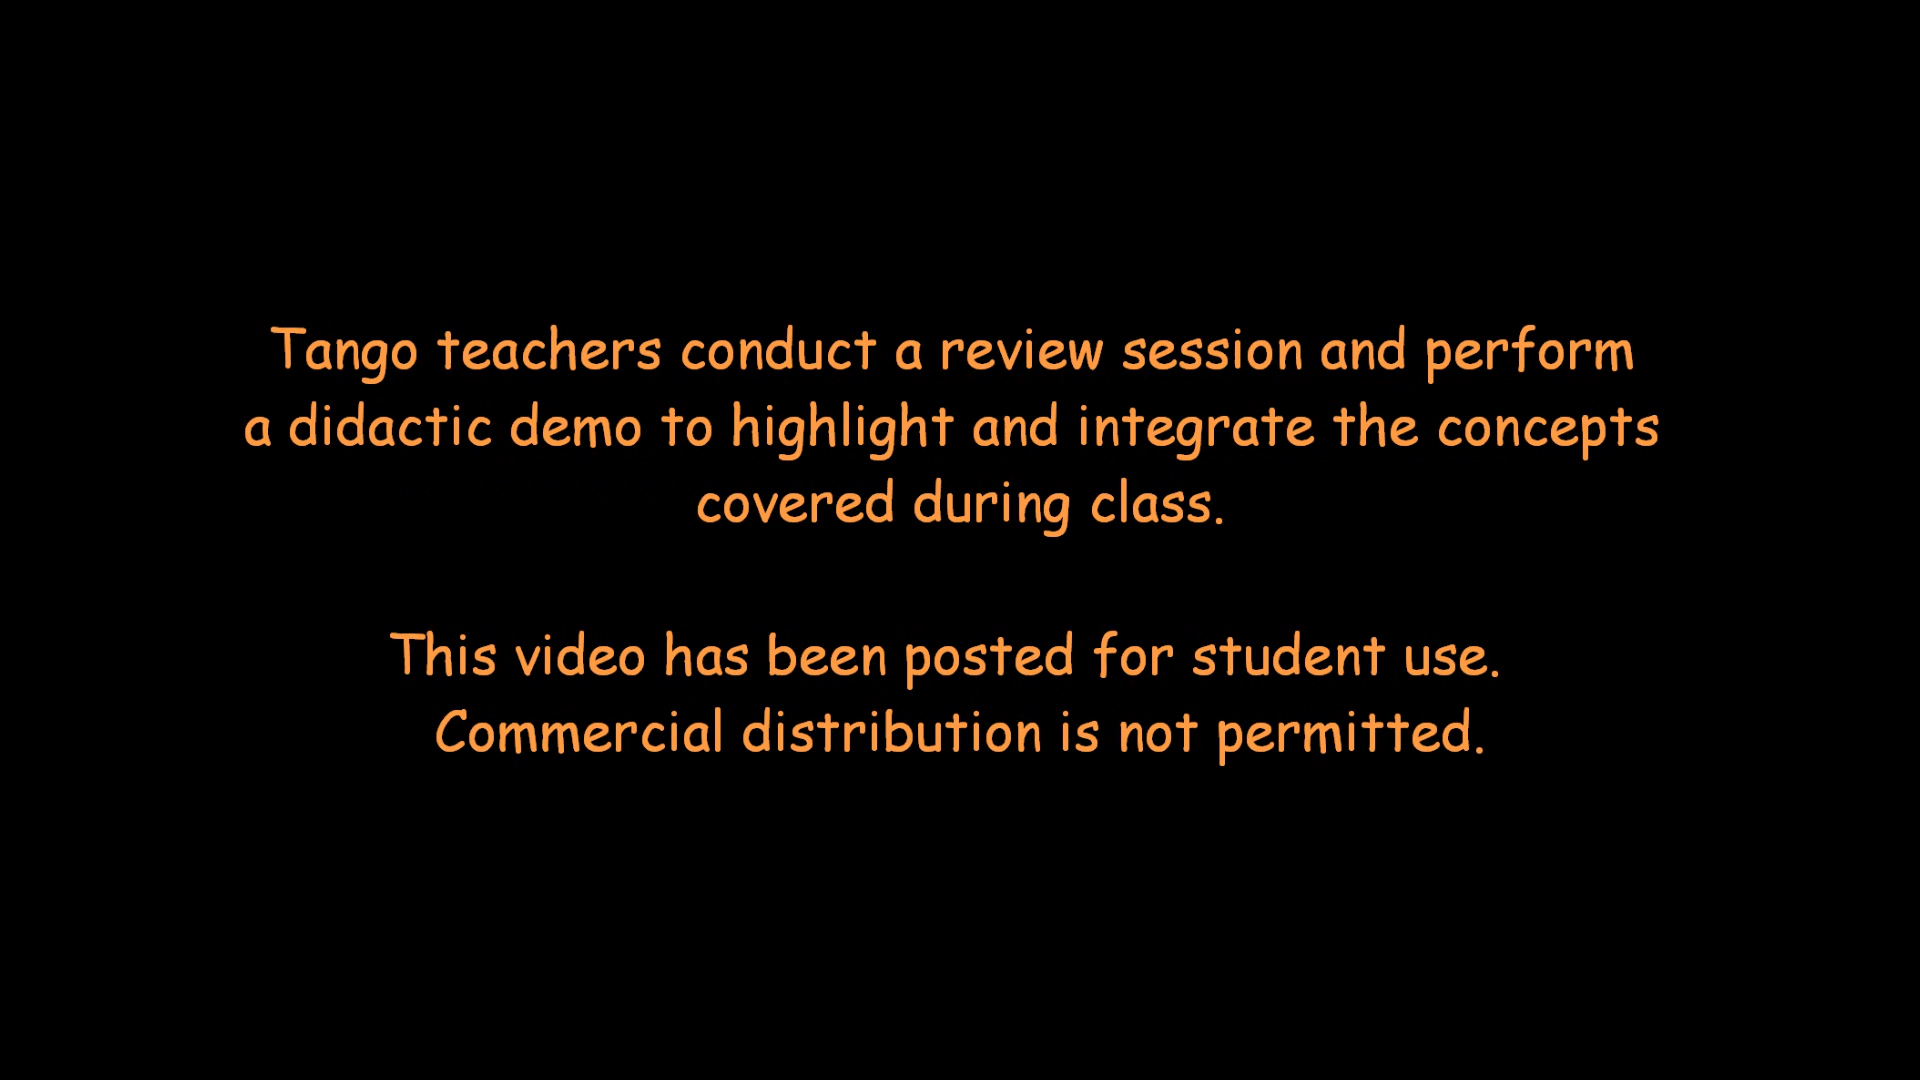 Tango teachers conduct a review session and perform
a didactic demo to highlight and integrate the concepts
covered during class.
This video has been posted for student use.
Commercial distribution is not permitted.